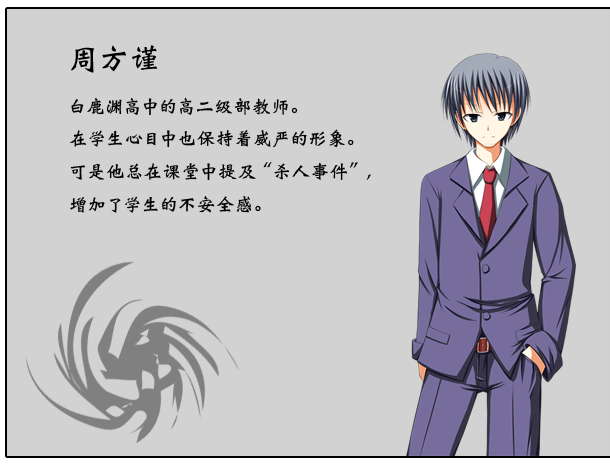 周方谨
白鹿渊高中的高二级部教师。
在学生心目中也保持着威严的形象。
可是他总在课堂中提及“杀人事件”，
增加了学生的不安全感。